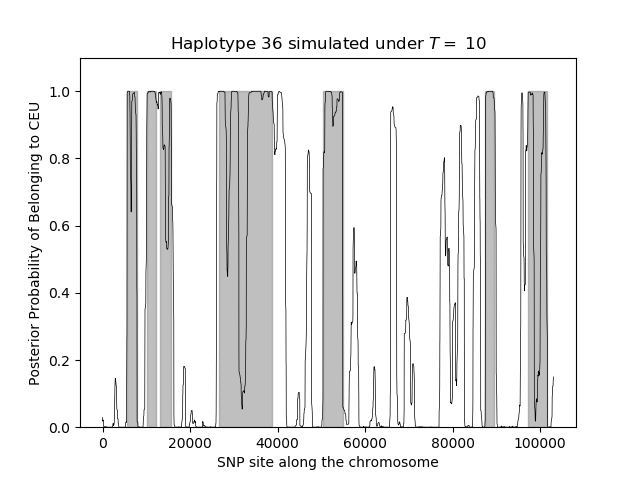 Haplotype 36 simulated under T = 10
Posterior Probability of Belonging to CEU
1.0
0.8
0.6
0.4
0.2
0.0
0 20000 40000 60000 80000 100000
SNP site along the chromosome